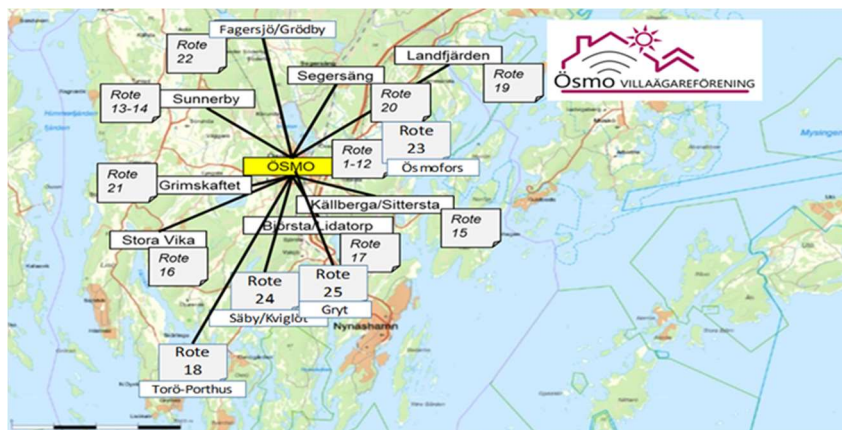 Fagersjö/Grödby
Rote
22
Segersäng
Landfjärden
Rote
19
Ösmo VILLAÄGAREFÖRENING
Rote
13-14
Sunnerby
Rote
20
Rote
23
Ösmofors
ÖSMO
Rote
1-12
Rote
21
Grimskaftet
Källberga/Sittersta
Rote
15
Björsta/Lidatorp
Stora Vika
Rote
16
Rote
17
Rote
24
Säby/Kviglöt
Rote
25
Gryt
Nynäshamn
Rote
18
Torö-Porthus
Mysingen